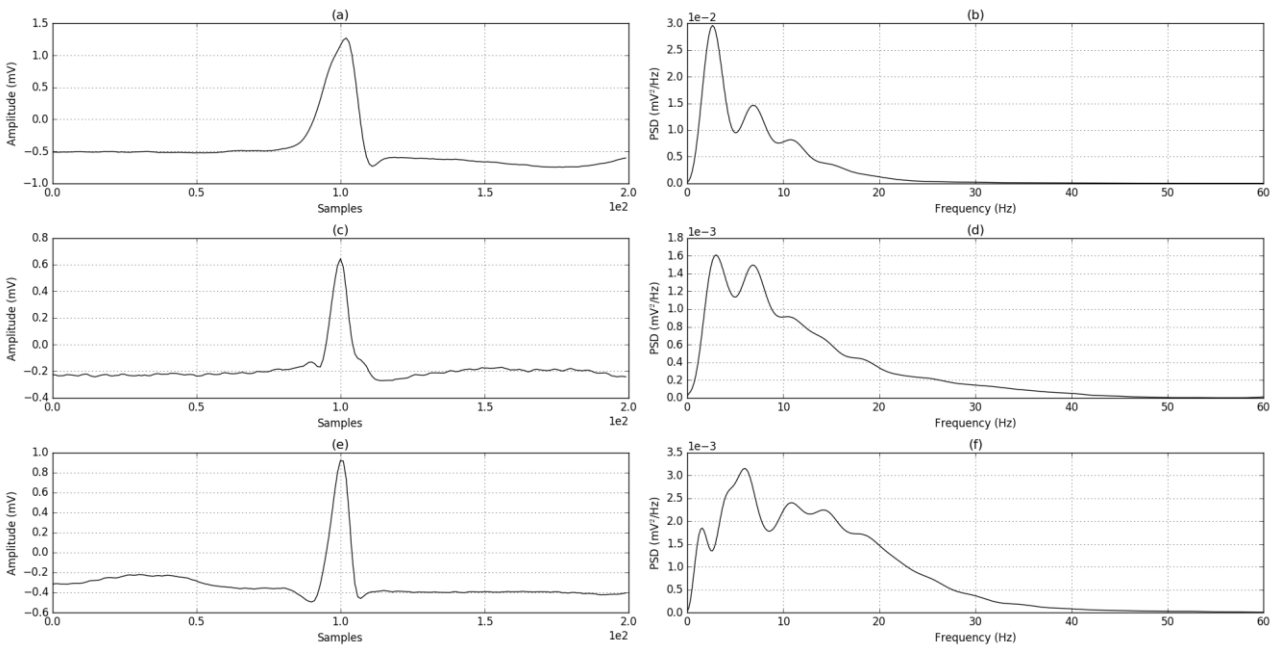 (a)
1.5
1.0
0.5
0.0
−0.5
−1.0
Amplitude (mV)
0.0 0.5 1.0 1.5 2.0
Samples
1e2
(b)
1e−2
3.0
2.5
2.0
1.5
1.0
0.5
0.0
PSD (mV²/Hz)
0 10 20 30 40 50 60
Frequency (Hz)
(c)
0.8
0.6
0.4
0.2
0.0
−0.2
−0.4
Amplitude (mV)
0.0 0.5 1.0 1.5 2.0
Samples
1e2
(d)
1e−3
1.8
1.6
1.4
1.2
1.0
0.8
0.6
0.4
0.2
0.0
PSD (mV²/Hz)
0 10 20 30 40 50 60
Frequency (Hz)
(e)
1.0
0.8
0.6
0.4
0.2
0.0
−0.2
−0.4
−0.6
Amplitude (mV)
0.0 0.5 1.0 1.5 2.0
Samples
1e2
(f)
1e−3
3.5
3.0
2.5
2.0
1.5
1.0
0.5
0.0
PSD (mV²/Hz)
0 10 20 30 40 50 60
Frequency (Hz)